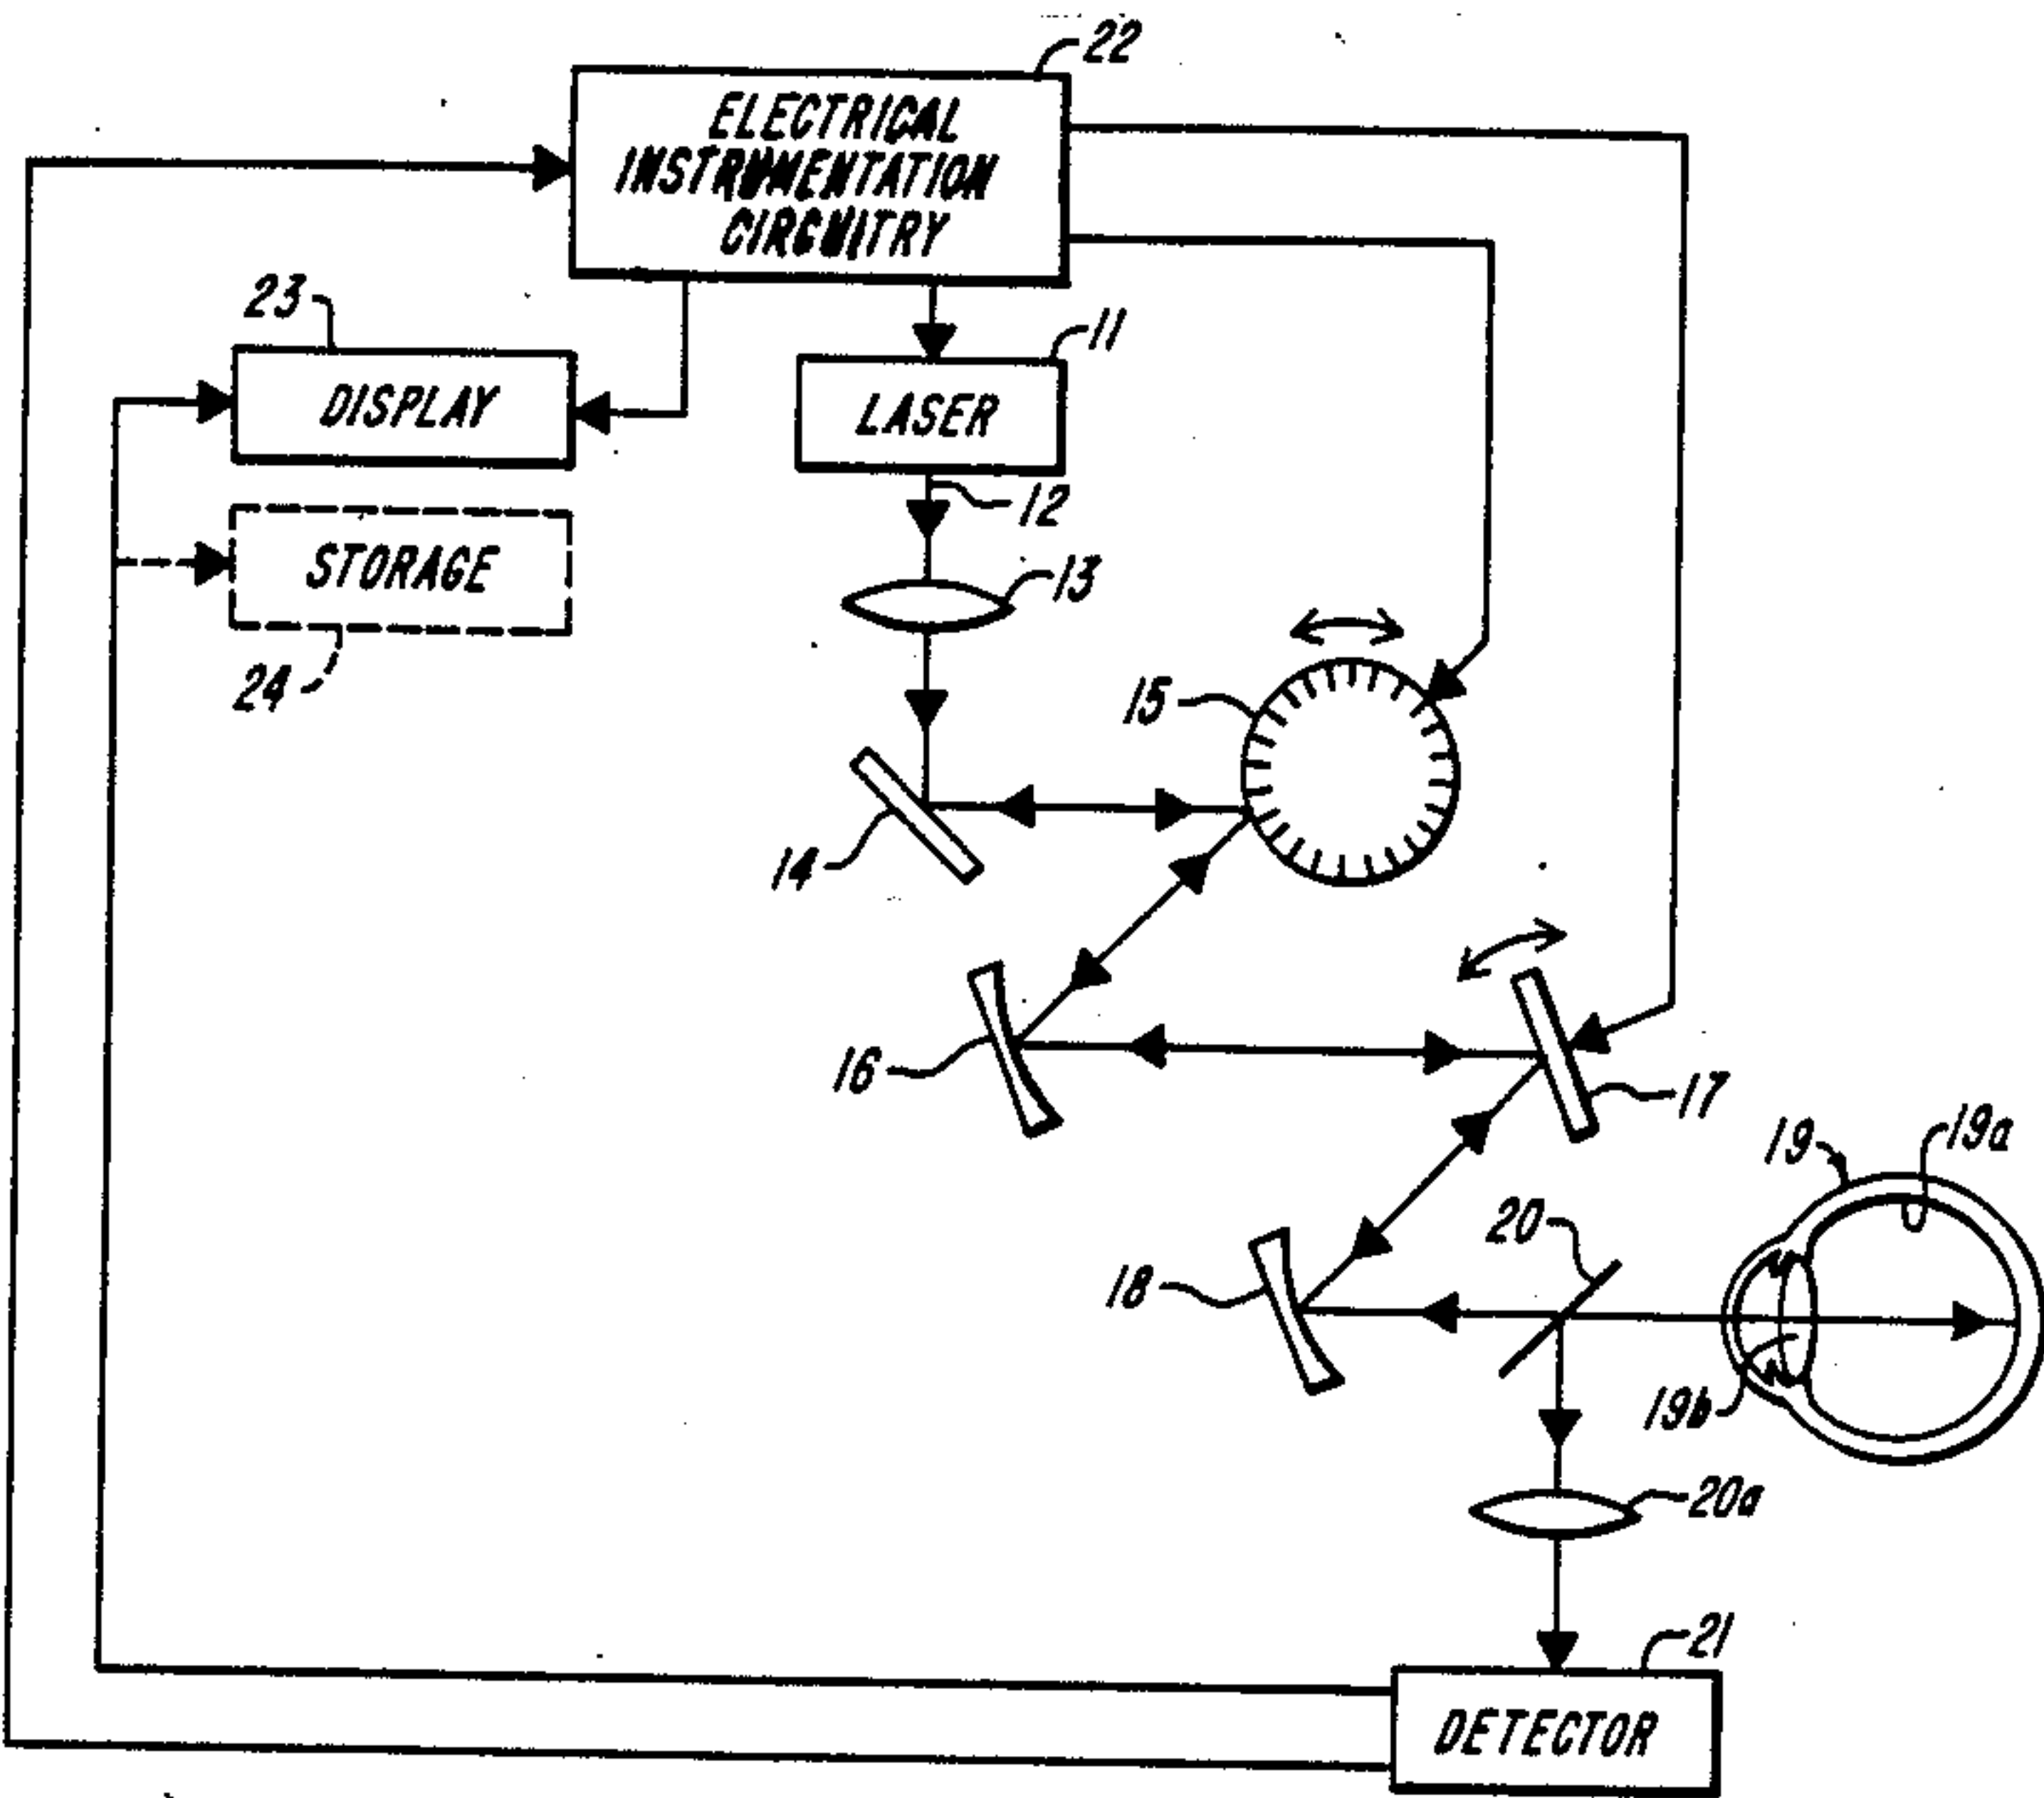 22
ELECTRICAL
INSTRUMENTATION
CIRCUITRY
23
11
DISPLAY
LASER
12
STORAGE
13
24
15
14
16
17
19
19a
20
18
19b
20a
21
DETECTOR